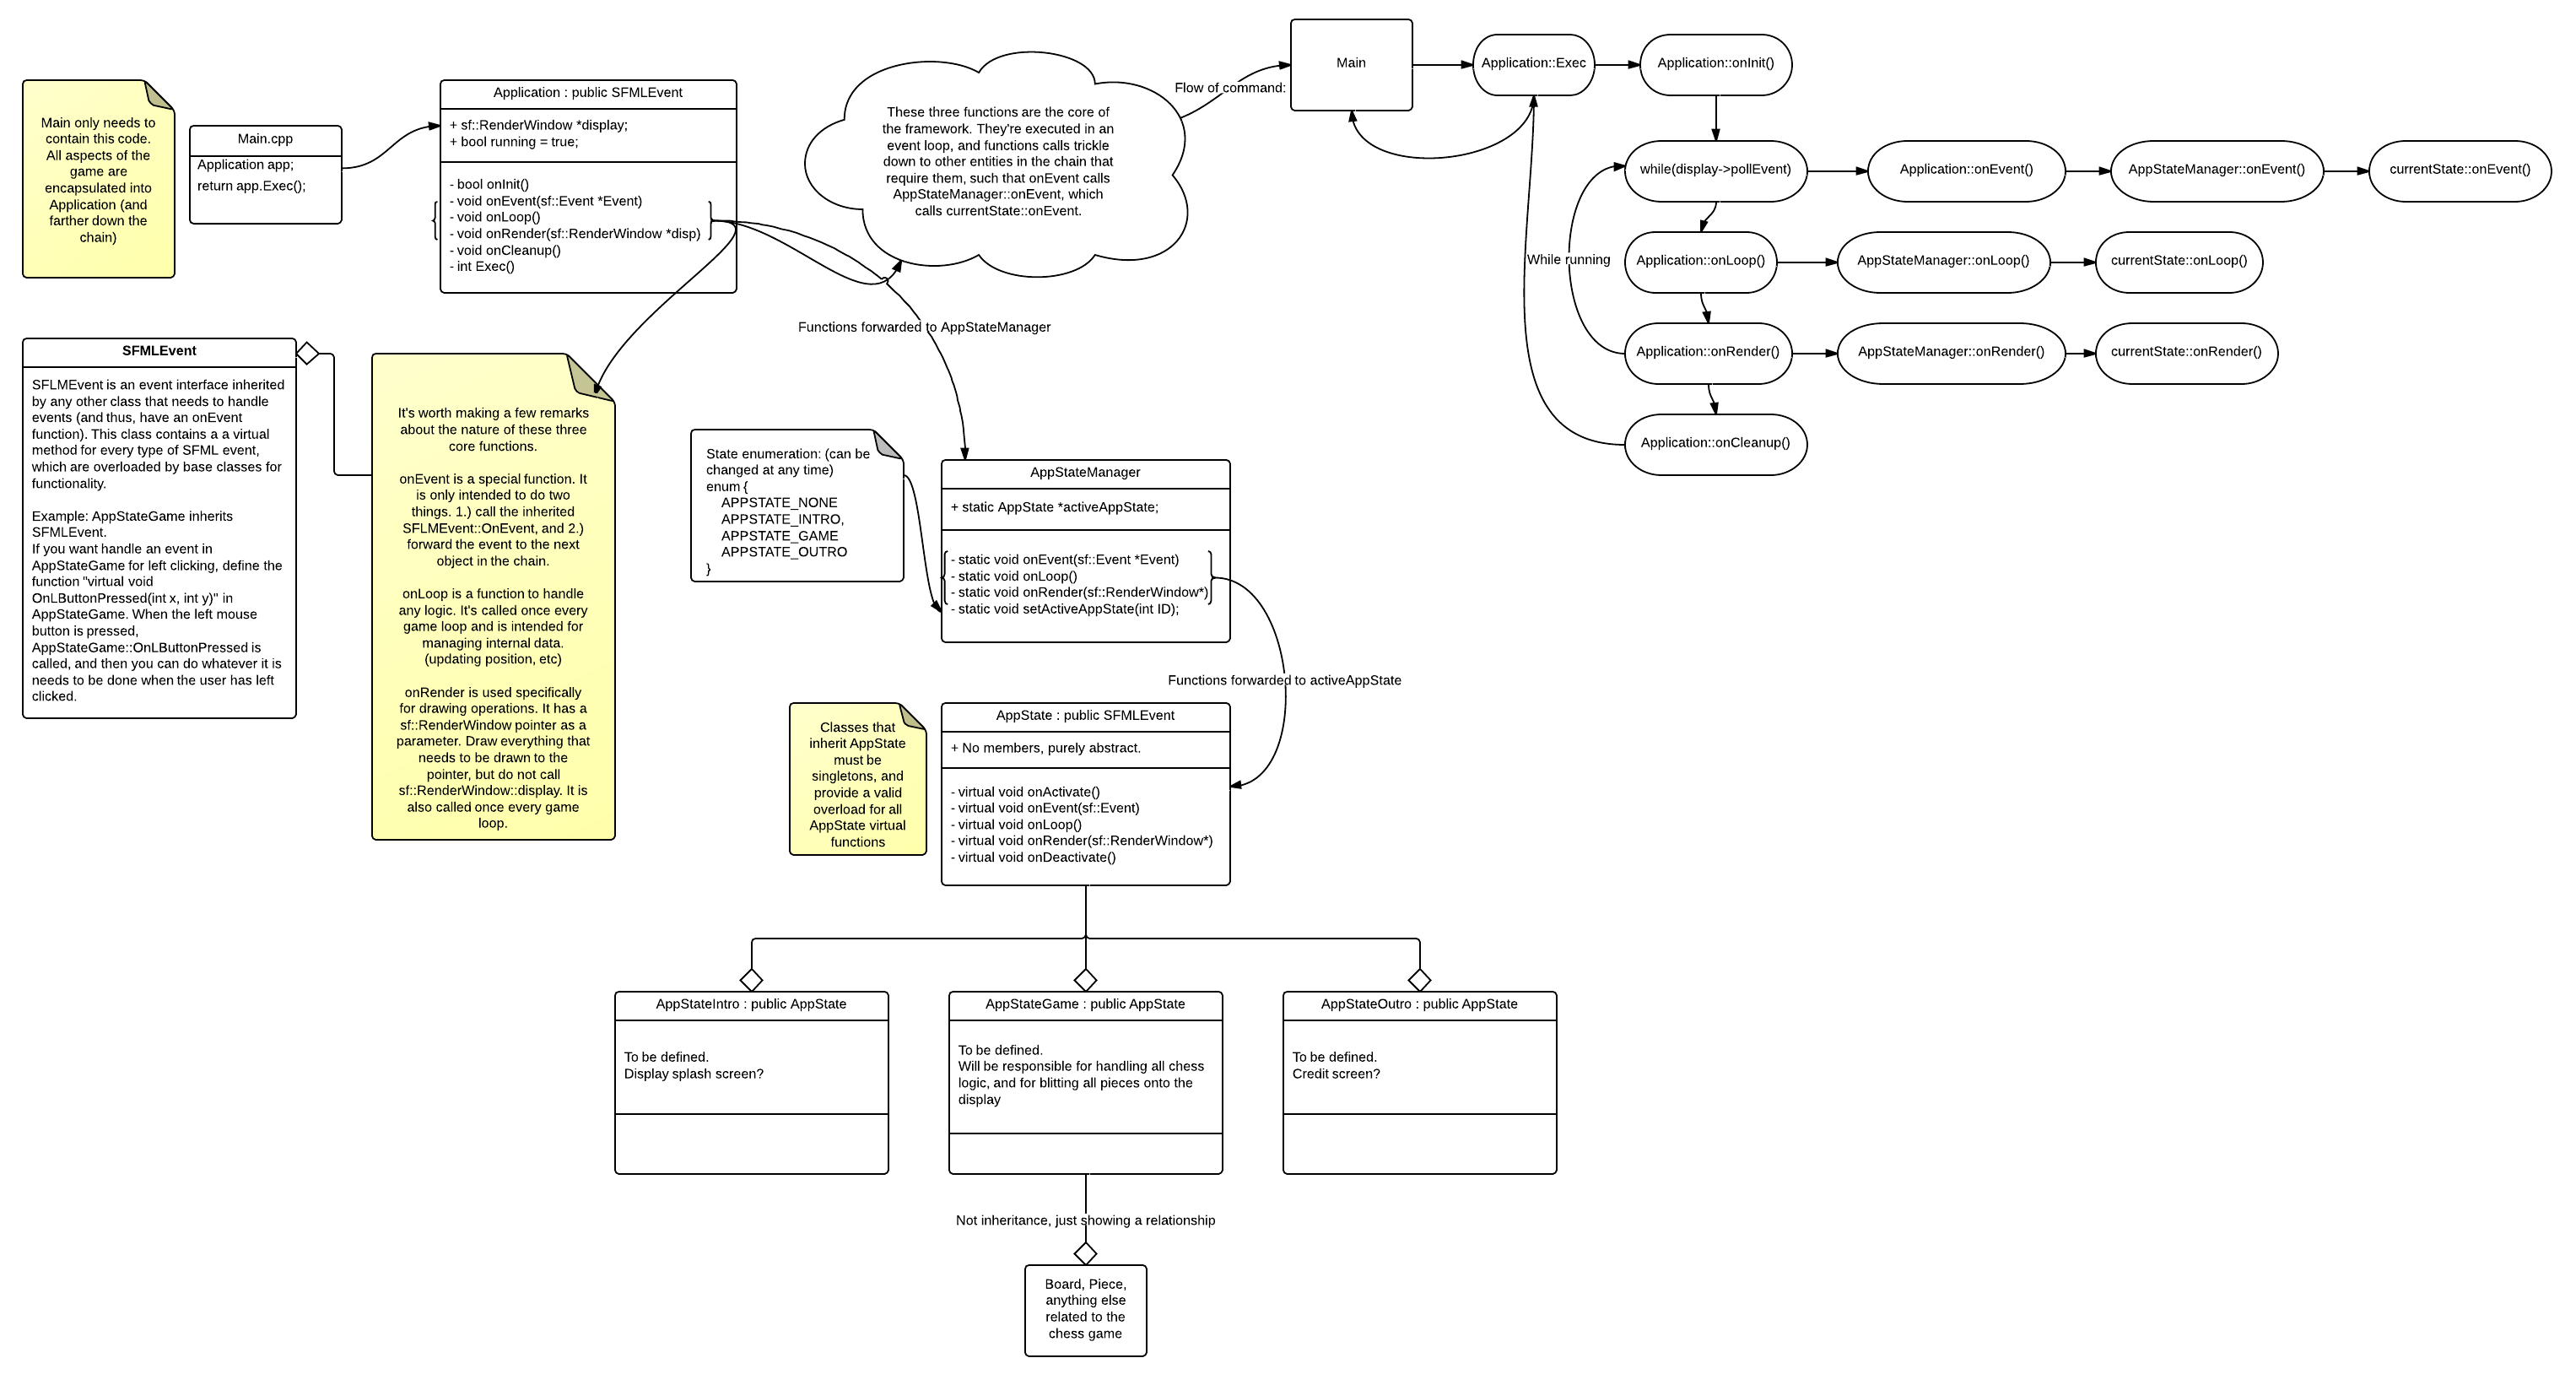 Main only needs to
contain this code.
All aspects of the
game are
encapsulated into
Application (and
farther down the
chain)
Main.cpp
Application app;
return app.Exec();
Application : public SFMLEvent
+ sf::RenderWindow *display;
+ bool running = true;
- bool onInit()
- void onEvent(sf::Event *Event)
- void onLoop()
- void onRender(sf::RenderWindow *disp)
- void onCleanup()
- int Exec()
These three functions are the core of
the framework. They're executed in an
event loop, and functions calls trickle
down to other entities in the chain that
require them, such that onEvent calls
AppStateManager::onEvent, which
calls currentState::onEvent.
Flow of command:
Main
Application::Exec
Application::onInit()
while(display->pollEvent)
Application::onEvent()
AppStateManager::onEvent()
currentState::onEvent()
While running
Application::onLoop()
AppStateManager::onLoop()
currentState::onLoop()
Application::onRender()
AppStateManager::onRender()
currentState::onRender()
Application::onCleanup()
SFMLEvent
SFLMEvent is an event interface inherited
by any other class that needs to handle
events (and thus, have an onEvent
function). This class contains a a virtual
method for every type of SFML event,
which are overloaded by base classes for
functionality.
Example: AppStateGame inherits
SFMLEvent.
If you want handle an event in
AppStateGame for left clicking, define the
function "virtual void
OnLButtonPressed(int x, int y)" in
AppStateGame. When the left mouse
button is pressed,
AppStateGame::OnLButtonPressed is
called, and then you can do whatever it is
needs to be done when the user has left
clicked.
It's worth making a few remarks
about the nature of these three
core functions.
onEvent is a special function. It
is only intended to do two
things. 1.) call the inherited
SFLMEvent::OnEvent, and 2.)
forward the event to the next
object in the chain.
onLoop is a function to handle
any logic. It's called once every
game loop and is intended for
managing internal data.
(updating position, etc)
onRender is used specifically
for drawing operations. It has a
sf::RenderWindow pointer as a
parameter. Draw everything that
needs to be drawn to the
pointer, but do not call
sf::RenderWindow::display. It is
also called once every game
loop.
Functions forwarded to AppStateManager
State enumeration: (can be
changed at any time)
enum {
APPSTATE_NONE
APPSTATE_INTRO,
APPSTATE_GAME
APPSTATE_OUTRO
}
AppStateManager
+ static AppState *activeAppState;
- static void onEvent(sf::Event *Event)
- static void onLoop()
- static void onRender(sf::RenderWindow*)
- static void setActiveAppState(int ID);
Functions forwarded to activeAppState
Classes that
inherit AppState
must be
singletons, and
provide a valid
overload for all
AppState virtual
functions
AppState : public SFMLEvent
+ No members, purely abstract.
- virtual void onActivate()
- virtual void onEvent(sf::Event)
- virtual void onLoop()
- virtual void onRender(sf::RenderWindow*)
- virtual void onDeactivate()
AppStateIntro : public AppState
To be defined.
Display splash screen?
AppStateGame : public AppState
To be defined.
Will be responsible for handling all chess
logic, and for blitting all pieces onto the
display
AppStateOutro : public AppState
To be defined.
Credit screen?
Not inheritance, just showing a relationship
Board, Piece,
anything else
related to the
chess game